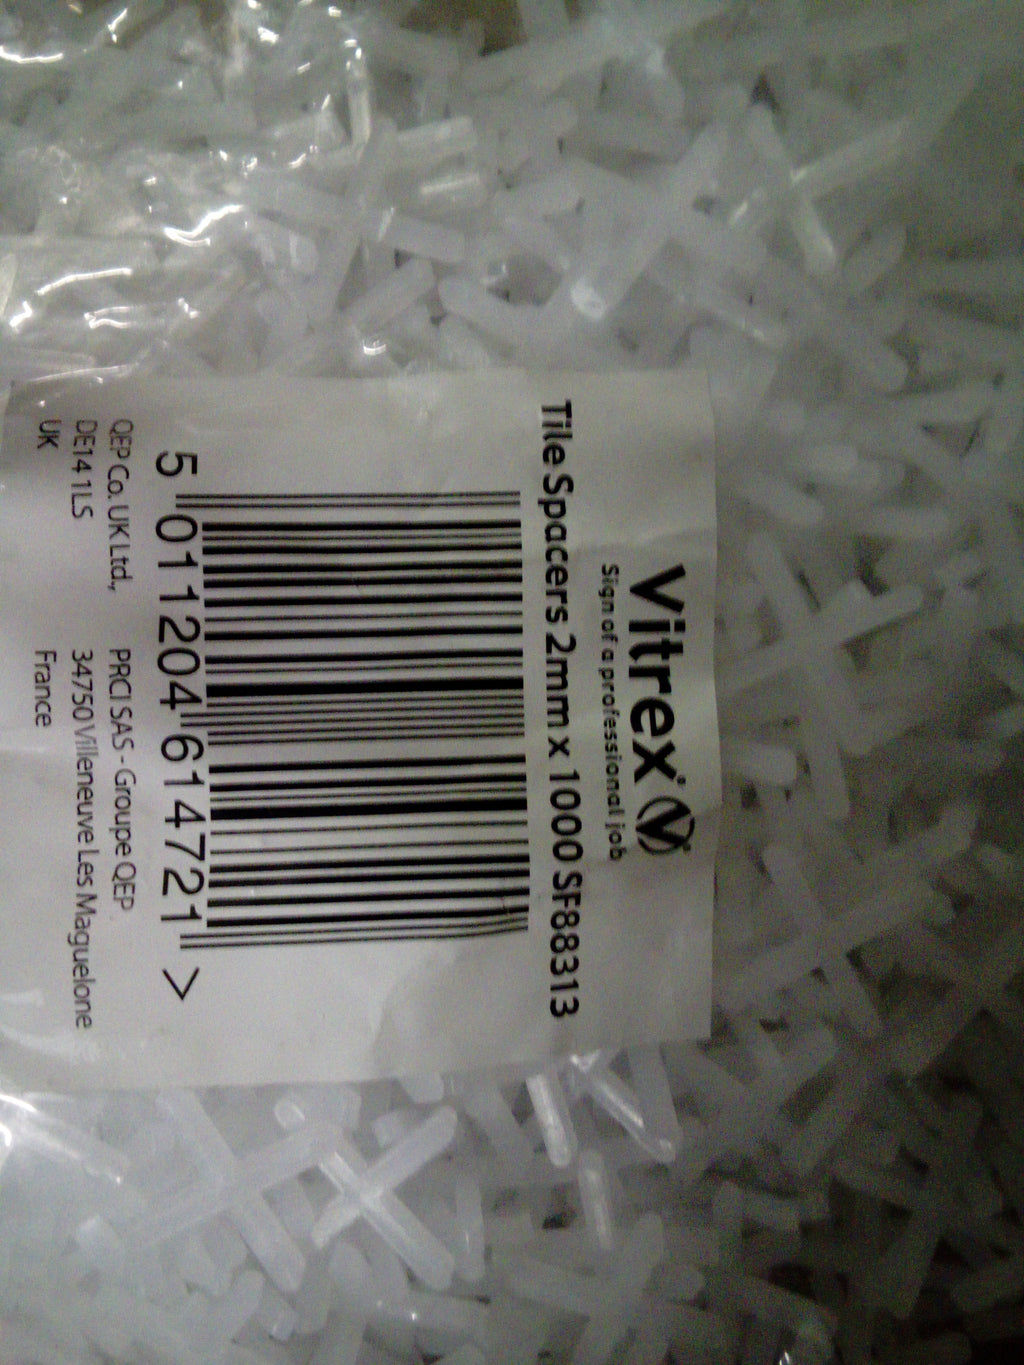 Vitrex®
Sign of a professional job
Tile Spacers 2mm x 1000 SF88313
5 011204 614721 >
QEP Co. UK Ltd.,
DE14 1LS
UK
PRCI SAS - Groupe QEP
34750 Villeneuve Les Maguelone
France